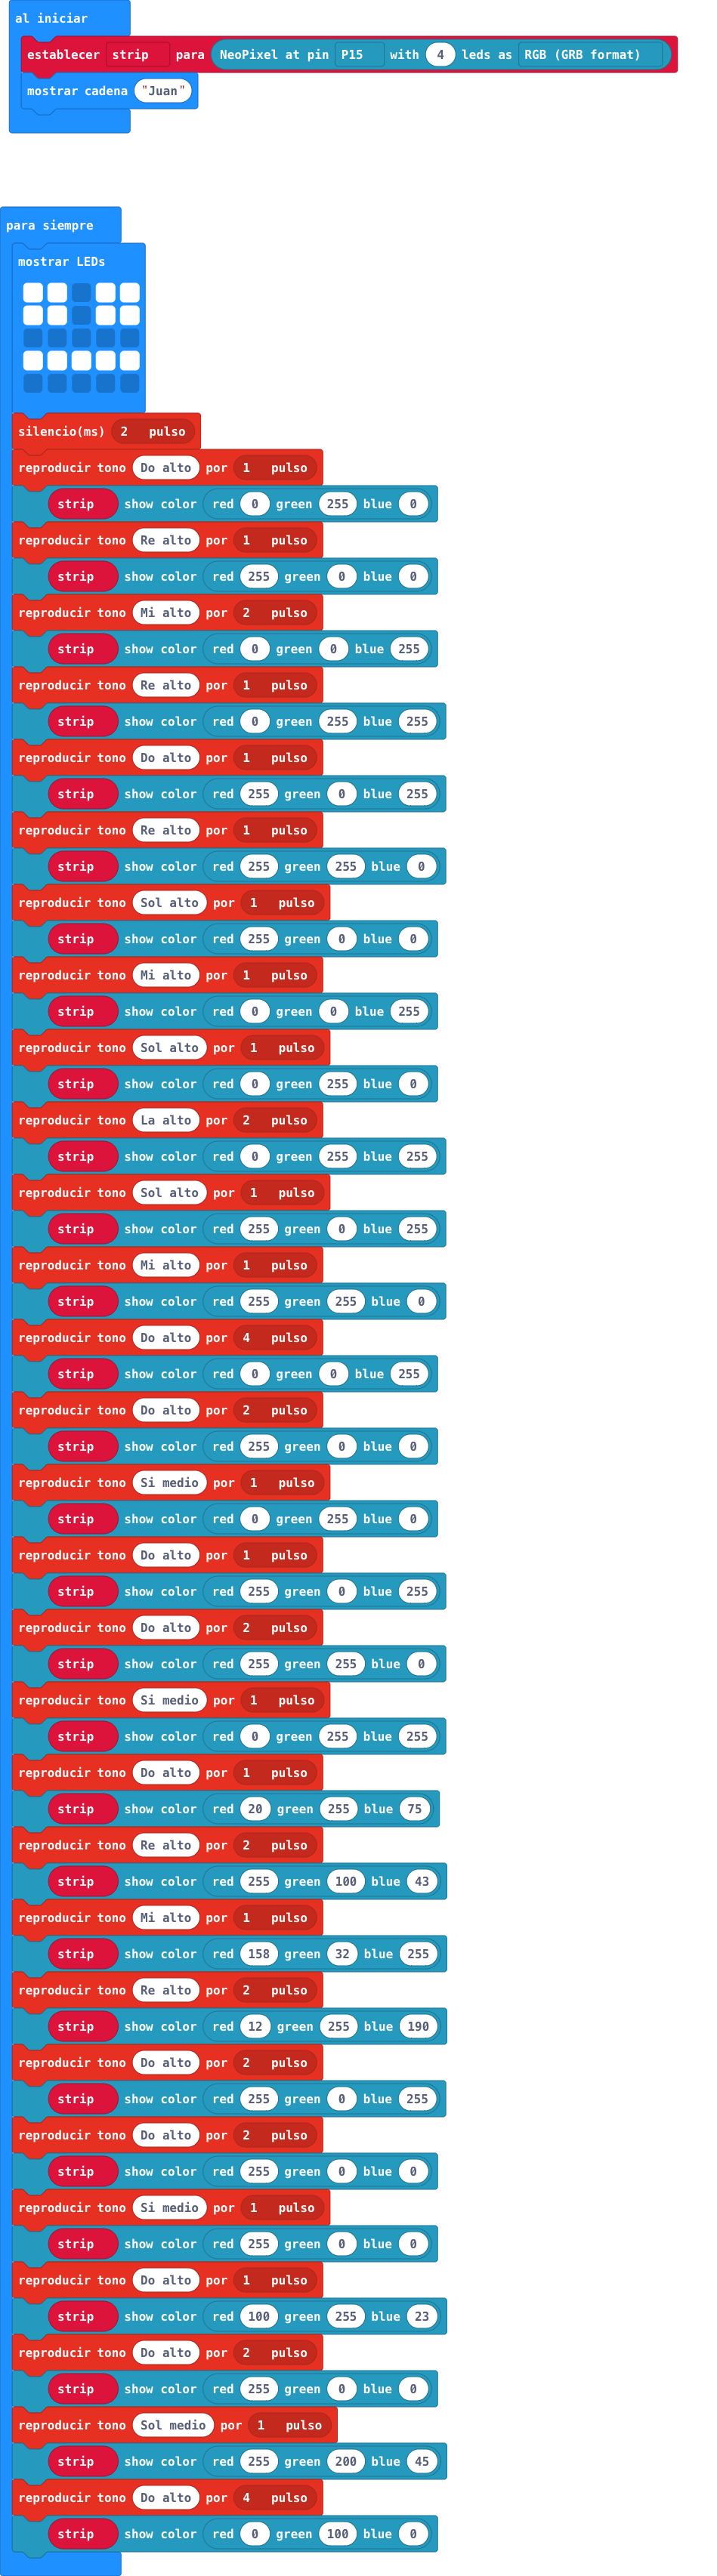 al iniciar
establecer strip para NeoPixel at pin P15 with 4 leds as RGB (GRB format)
mostrar cadena "Juan"
para siempre
mostrar LEDs
silencio(ms) 2 pulso
reproducir tono Do alto por 1 pulso
strip show color red 0 green 255 blue 0
reproducir tono Re alto por 1 pulso
strip show color red 255 green 0 blue 0
reproducir tono Mi alto por 2 pulso
strip show color red 0 green 0 blue 255
reproducir tono Re alto por 1 pulso
strip show color red 0 green 255 blue 255
reproducir tono Do alto por 1 pulso
strip show color red 255 green 0 blue 255
reproducir tono Re alto por 1 pulso
strip show color red 255 green 255 blue 0
reproducir tono Sol alto por 1 pulso
strip show color red 255 green 0 blue 0
reproducir tono Mi alto por 1 pulso
strip show color red 0 green 0 blue 255
reproducir tono Sol alto por 1 pulso
strip show color red 0 green 255 blue 0
reproducir tono La alto por 2 pulso
strip show color red 0 green 255 blue 255
reproducir tono Sol alto por 1 pulso
strip show color red 255 green 0 blue 255
reproducir tono Mi alto por 1 pulso
strip show color red 255 green 255 blue 0
reproducir tono Do alto por 4 pulso
strip show color red 0 green 0 blue 255
reproducir tono Do alto por 2 pulso
strip show color red 255 green 0 blue 0
reproducir tono Si medio por 1 pulso
strip show color red 0 green 255 blue 0
reproducir tono Do alto por 1 pulso
strip show color red 255 green 0 blue 255
reproducir tono Do alto por 2 pulso
strip show color red 255 green 255 blue 0
reproducir tono Si medio por 1 pulso
strip show color red 0 green 255 blue 255
reproducir tono Do alto por 1 pulso
strip show color red 20 green 255 blue 75
reproducir tono Re alto por 2 pulso
strip show color red 255 green 100 blue 43
reproducir tono Mi alto por 1 pulso
strip show color red 158 green 32 blue 255
reproducir tono Re alto por 2 pulso
strip show color red 12 green 255 blue 190
reproducir tono Do alto por 2 pulso
strip show color red 255 green 0 blue 255
reproducir tono Do alto por 2 pulso
strip show color red 255 green 0 blue 0
reproducir tono Si medio por 1 pulso
strip show color red 255 green 0 blue 0
reproducir tono Do alto por 1 pulso
strip show color red 100 green 255 blue 23
reproducir tono Do alto por 2 pulso
strip show color red 255 green 0 blue 0
reproducir tono Sol medio por 1 pulso
strip show color red 255 green 200 blue 45
reproducir tono Do alto por 4 pulso
strip show color red 0 green 100 blue 0